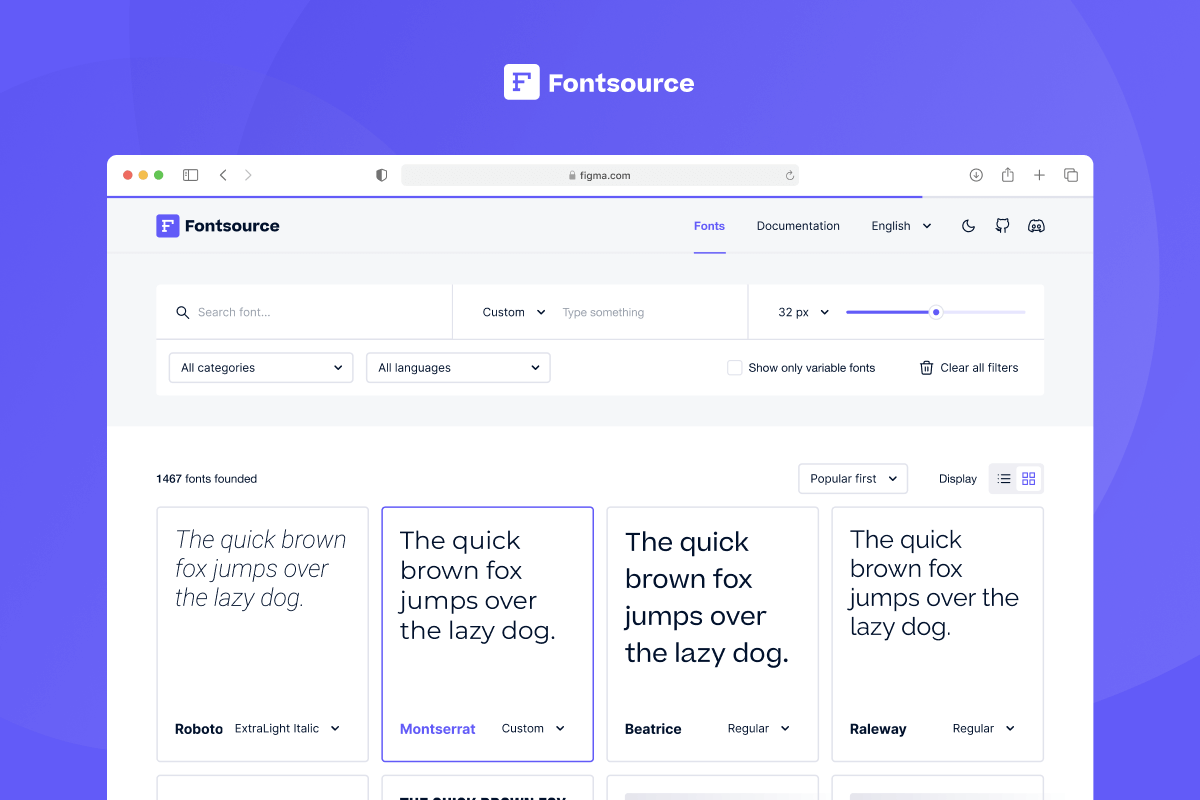 Fontsource
figma.com
Fontsource
Fonts
Documentation
English
Search font...
Custom
Type something
32 px
All categories
All languages
Show only variable fonts
Clear all filters
1467 fonts founded
Popular first
Display
The quick brown
fox jumps over
the lazy dog.
Roboto
ExtraLight Italic
The quick
brown fox
jumps over
the lazy dog.
Montserrat
Custom
The quick
brown fox
jumps over
the lazy dog.
Beatrice
Regular
The quick
brown fox
jumps over the
lazy dog.
Raleway
Regular
THE QUICK BROWN FOX